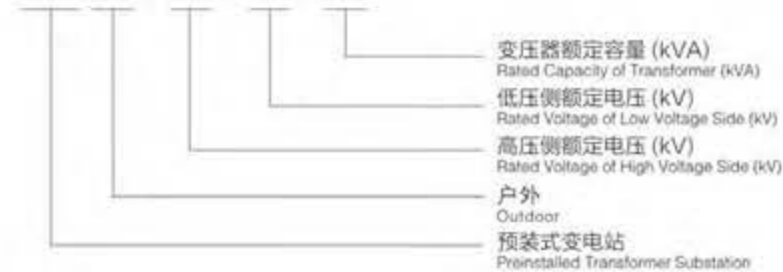 变压器额定容量 (kVA)
Rated Capacity of Transformer (kVA)
低压侧额定电压 (kV)
Rated Voltage of Low Voltage Side (kV)
高压侧额定电压 (kV)
Rated Voltage of High Voltage Side (kV)
户外
Outdoor
预装式变电站
Preinstalled Transformer Substation